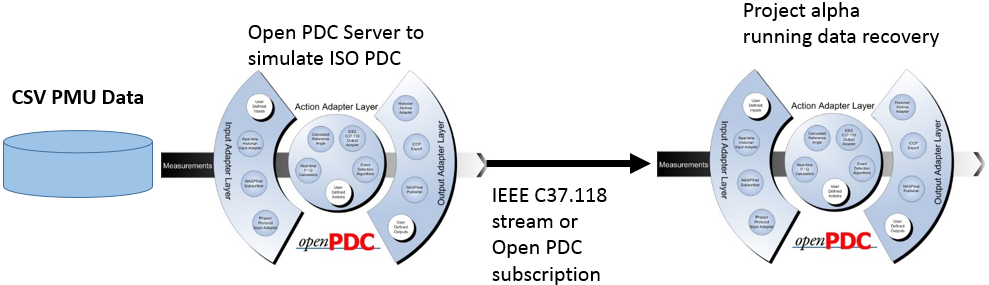 CSV PMU Data
Open PDC Server to
simulate ISO PDC
Measurements
Input Adapter Layer
User
Defined
Inputs
Real-time
Historian
Input Adapter
NASPInet
Subscriber
Phasor
Protocol
Input Adapter
Action Adapter Layer
Calculated
Reference
Angle
IEEE
C37.118
Output
Adapter
Real-time
Calculations
Event
Detection
Algorithms
User
Defined
Actions
Output Adapter Layer
Historian
Archive
Adapter
ICCP
Export
NASPInet
Publisher
User
Defined
Outputs
openPDC
IEEE C37.118
stream or
Open PDC
subscription
Project alpha
running data recovery
Measurements
Input Adapter Layer
User
Defined
Inputs
Real-time
Historian
Input Adapter
NASPInet
Subscriber
Phasor
Protocol
Input Adapter
Action Adapter Layer
Calculated
Reference
Angle
IEEE
C37.118
Output
Adapter
Real-time
Calculations
Event
Detection
Algorithms
User
Defined
Actions
Output Adapter Layer
Historian
Archive
Adapter
ICCP
Export
NASPInet
Publisher
User
Defined
Outputs
openPDC